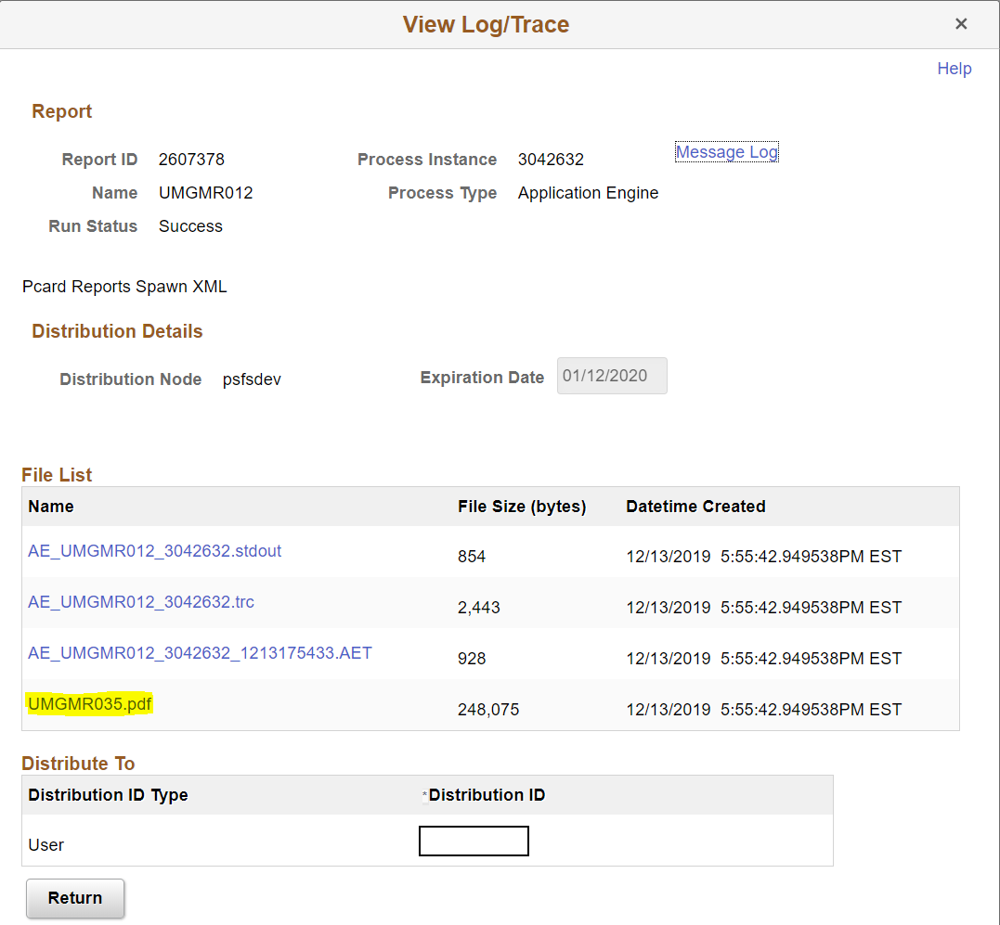 View Log/Trace ×
Help
Report
Report ID 2607378 Process Instance 3042632 Message Log
Name UMGMR012 Process Type Application Engine
Run Status Success
Pcard Reports Spawn XML
Distribution Details
Distribution Node psfsdev Expiration Date 01/12/2020
File List
Name File Size (bytes) Datetime Created
AE_UMGMR012_3042632.stdout 854 12/13/2019 5:55:42.949538PM EST
AE_UMGMR012_3042632.trc 2,443 12/13/2019 5:55:42.949538PM EST
AE_UMGMR012_3042632_1213175433.AET 928 12/13/2019 5:55:42.949538PM EST
UMGMR035.pdf 248,075 12/13/2019 5:55:42.949538PM EST
Distribute To
Distribution ID Type *Distribution ID
User
Return